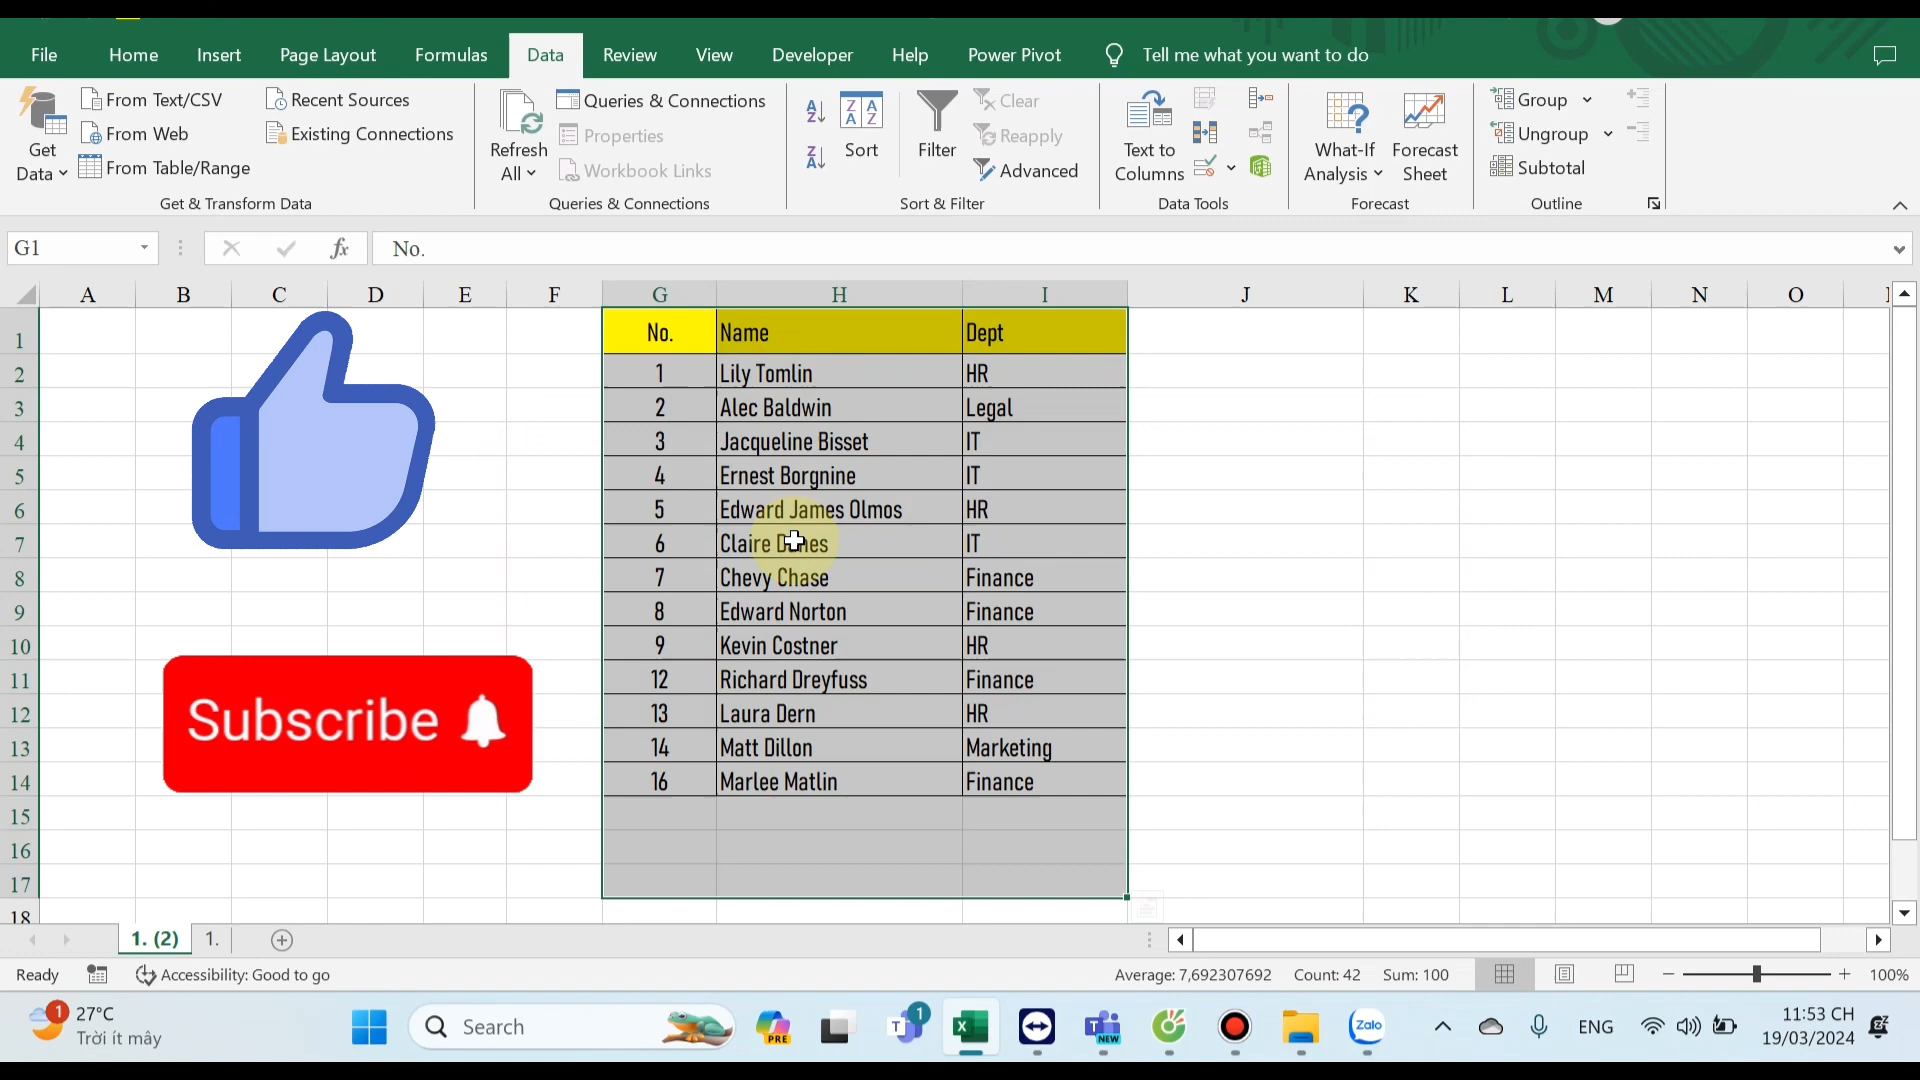 File Home Insert Page Layout Formulas Data Review View Developer Help Power Pivot Tell me what you want to do
Get Data
From Text/CSV
From Web
From Table/Range
Recent Sources
Existing Connections
Get & Transform Data
Refresh All
Queries & Connections
Properties
Workbook Links
Queries & Connections
Sort
Filter
Clear
Reapply
Advanced
Sort & Filter
Text to Columns
Data Tools
What-If Analysis
Forecast Sheet
Forecast
Group
Ungroup
Subtotal
Outline
G1 fx No.
A B C D E F G H I J K L M N O
1 No. Name Dept
2 1 Lily Tomlin HR
3 2 Alec Baldwin Legal
4 3 Jacqueline Bisset IT
5 4 Ernest Borgnine IT
6 5 Edward James Olmos HR
7 6 Claire Danes IT
8 7 Chevy Chase Finance
9 8 Edward Norton Finance
10 9 Kevin Costner HR
11 12 Richard Dreyfuss Finance
12 13 Laura Dern HR
13 14 Matt Dillon Marketing
14 16 Marlee Matlin Finance
15
16
17
18
Subscribe
1. (2) 1.
Ready Accessibility: Good to go Average: 7,692307692 Count: 42 Sum: 100 100%
1 27°C
Trời ít mây
Search
PRE
1
NEW
Zalo
ENG
11:53 CH
19/03/2024